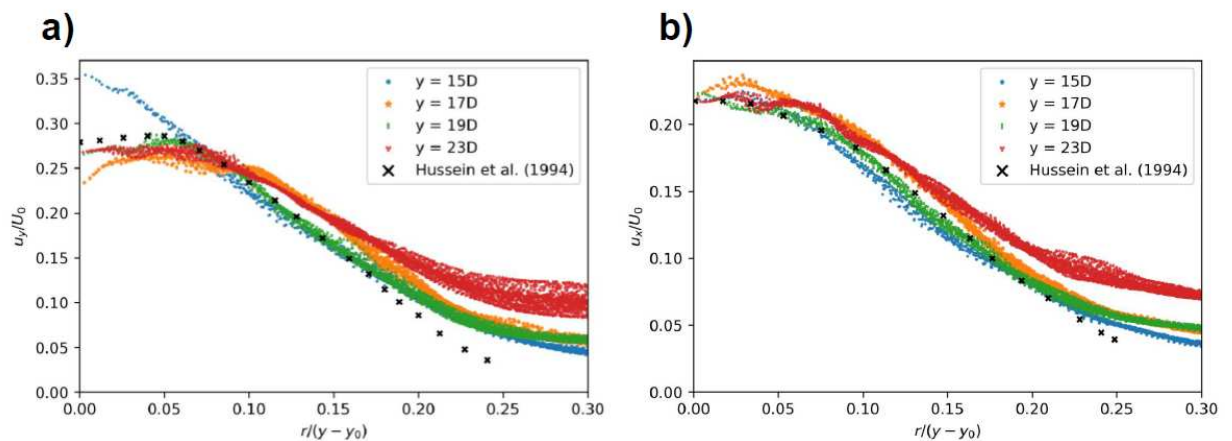 a)
0.35
0.30
0.25
0.20
0.15
0.10
0.05
0.00
u_y/U_0
y = 15D
y = 17D
y = 19D
y = 23D
Hussein et al. (1994)
0.00 0.05 0.10 0.15 0.20 0.25 0.30
r/(y − y_0)
b)
0.20
0.15
0.10
0.05
0.00
u_x/U_0
y = 15D
y = 17D
y = 19D
y = 23D
Hussein et al. (1994)
0.00 0.05 0.10 0.15 0.20 0.25 0.30
r/(y − y_0)